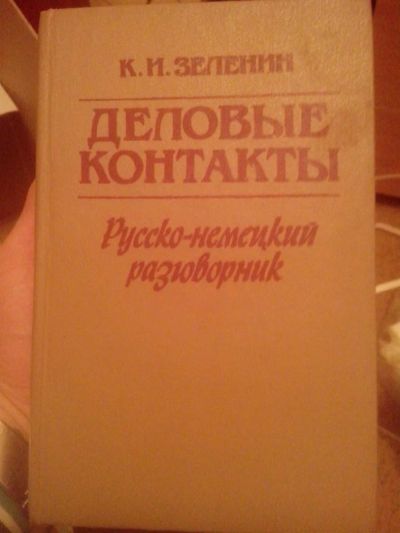 К. И. ЗЕЛЕНИН
ДЕЛОВЫЕ
КОНТАКТЫ
Русско-немецкий
разговорник